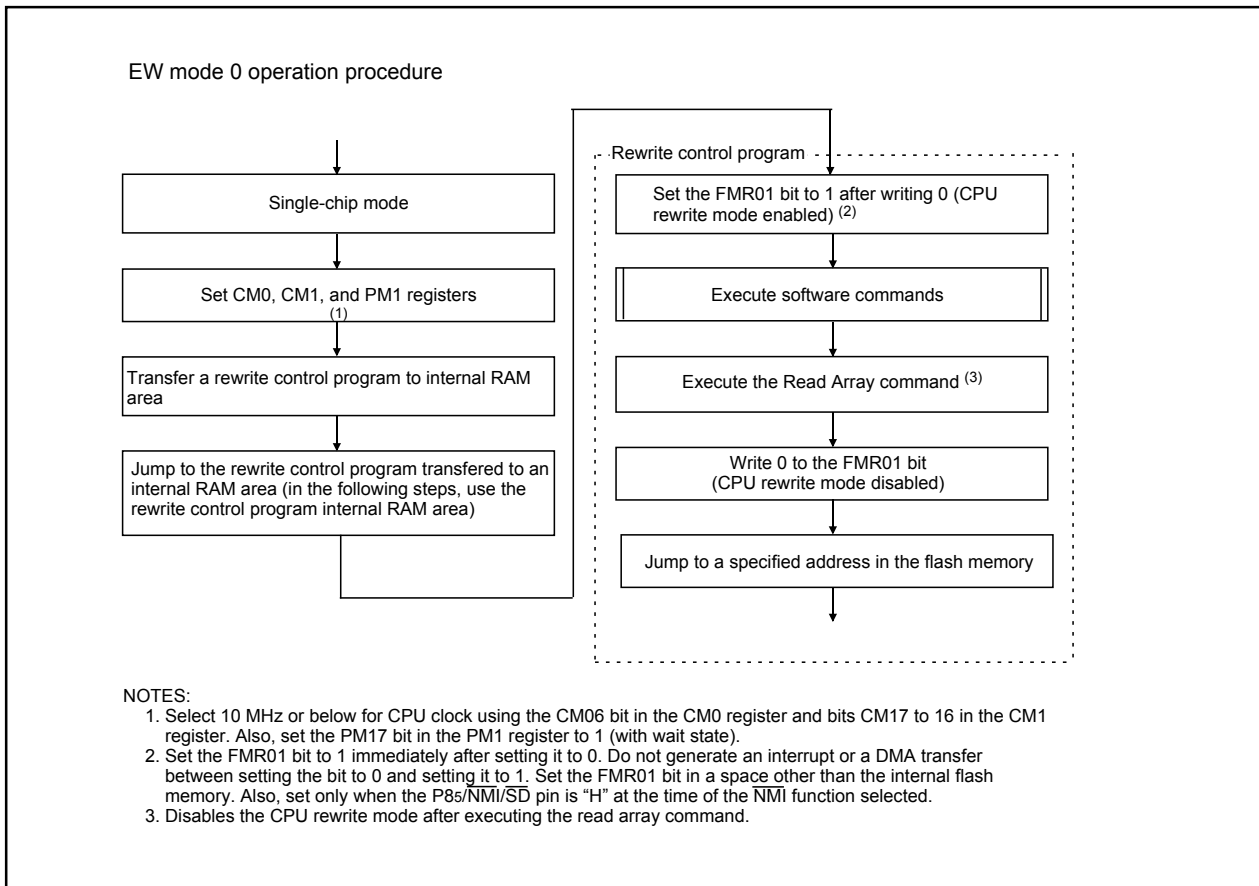 EW mode 0 operation procedure
Single-chip mode
Set CM0, CM1, and PM1 registers
(1)
Transfer a rewrite control program to internal RAM
area
Jump to the rewrite control program transfered to an
internal RAM area (in the following steps, use the
rewrite control program internal RAM area)
Rewrite control program
Set the FMR01 bit to 1 after writing 0 (CPU
rewrite mode enabled) (2)
Execute software commands
Execute the Read Array command (3)
Write 0 to the FMR01 bit
(CPU rewrite mode disabled)
Jump to a specified address in the flash memory
NOTES:
1. Select 10 MHz or below for CPU clock using the CM06 bit in the CM0 register and bits CM17 to 16 in the CM1
register. Also, set the PM17 bit in the PM1 register to 1 (with wait state).
2. Set the FMR01 bit to 1 immediately after setting it to 0. Do not generate an interrupt or a DMA transfer
between setting the bit to 0 and setting it to 1. Set the FMR01 bit in a space other than the internal flash
memory. Also, set only when the P85/NMI/SD pin is “H” at the time of the NMI function selected.
3. Disables the CPU rewrite mode after executing the read array command.